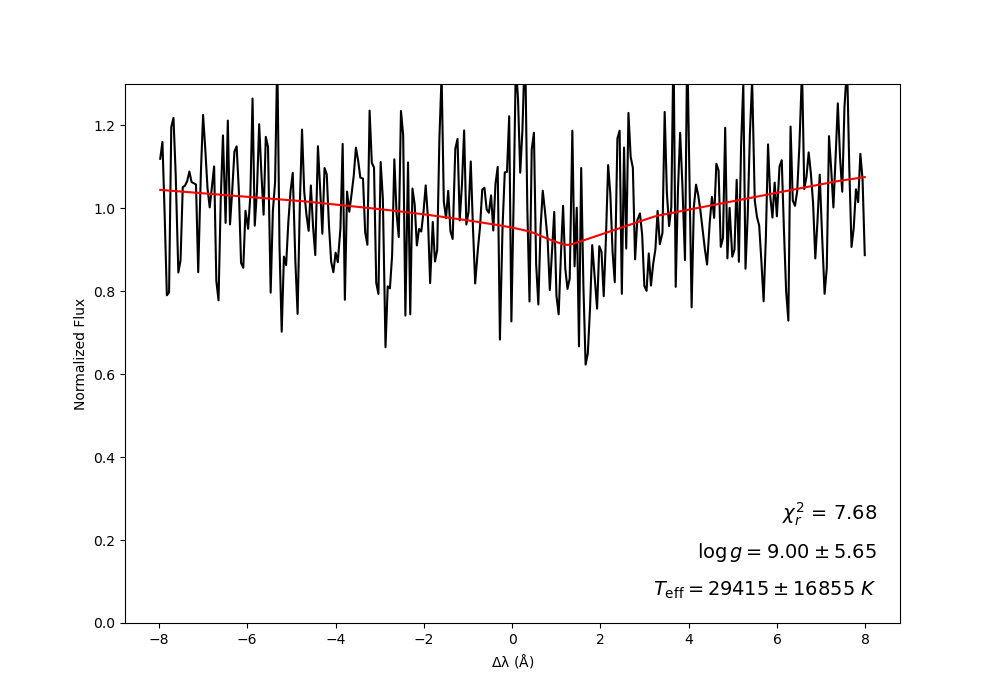 1.2
1.0
0.8
0.6
0.4
0.2
0.0
Normalized Flux
χ²ᵣ = 7.68
log g = 9.00 ± 5.65
T_eff = 29415 ± 16855 K
−8 −6 −4 −2 0 2 4 6 8
Δλ (Å)